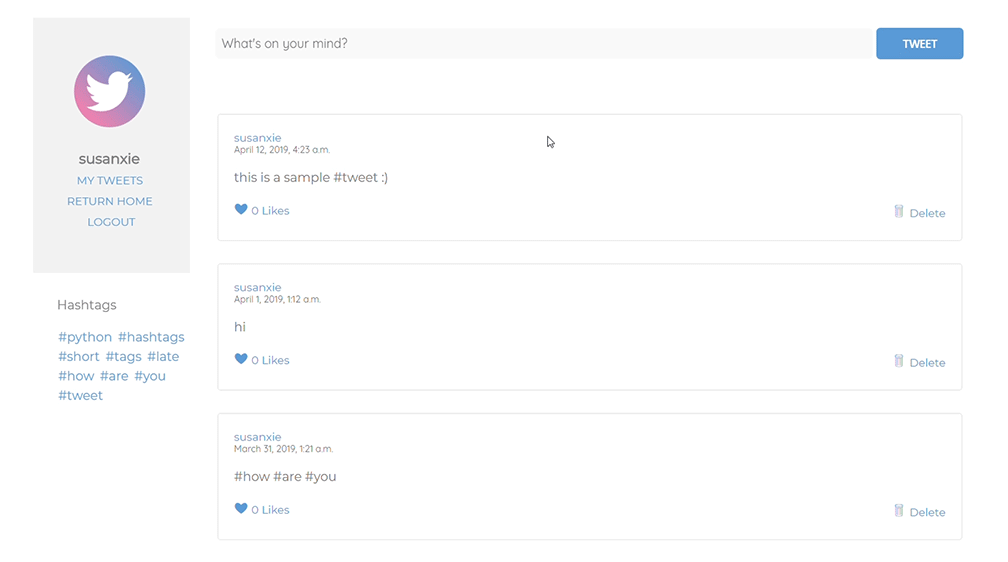 What's on your mind?
TWEET
susanxie
MY TWEETS
RETURN HOME
LOGOUT
Hashtags
#python #hashtags
#short #tags #late
#how #are #you
#tweet
susanxie
April 12, 2019, 4:23 a.m.
this is a sample #tweet :)
0 Likes
Delete
susanxie
April 1, 2019, 1:12 a.m.
hi
0 Likes
Delete
susanxie
March 31, 2019, 1:21 a.m.
#how #are #you
0 Likes
Delete